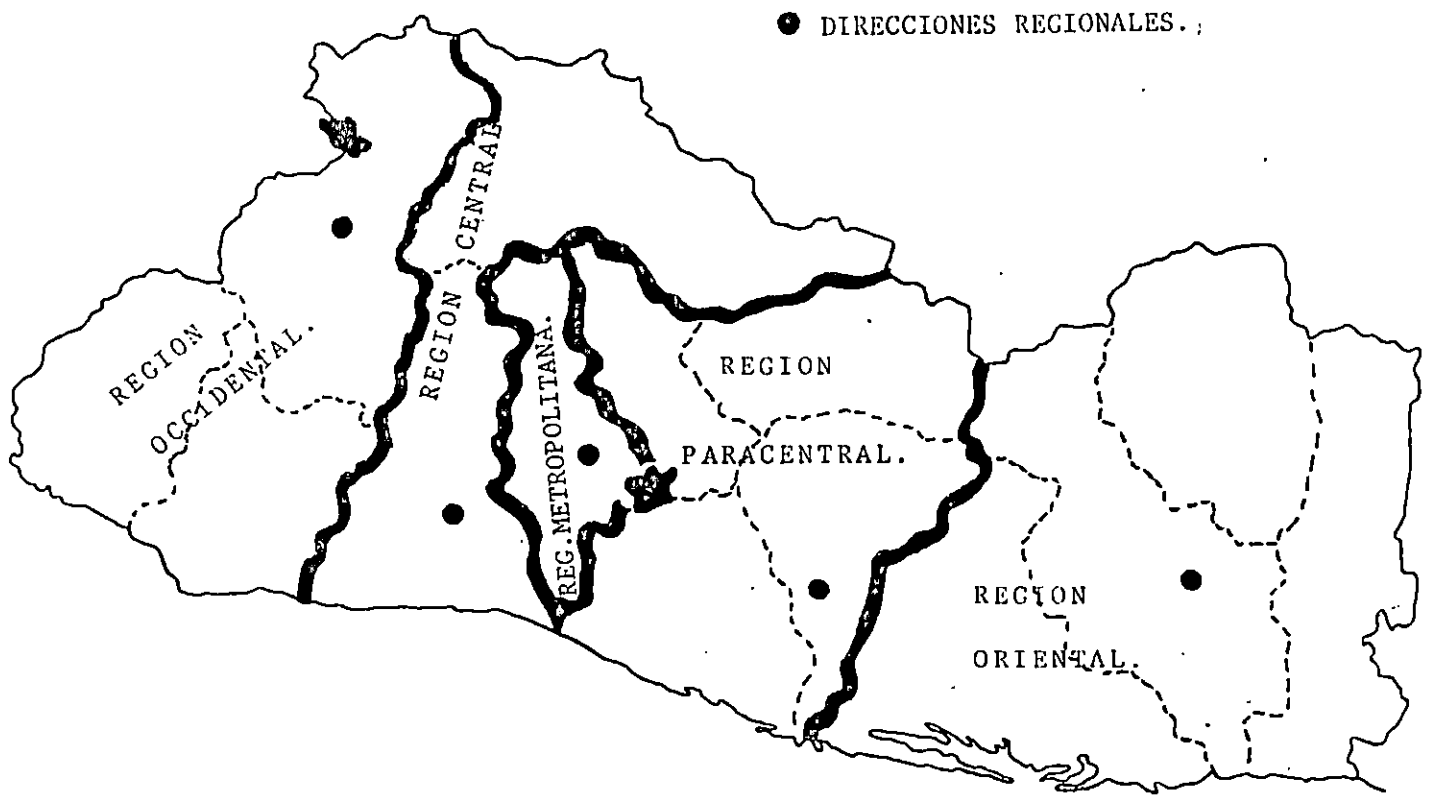 ● DIRECCIONES REGIONALES.
REGION CENTRAL
REGION
OCCIDENTAL.
REG.METROPOLITANA.
REGION
PARACENTRAL.
REGION
ORIENTAL.